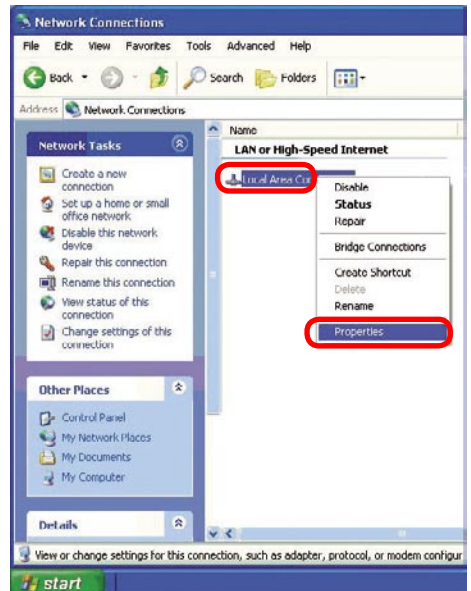 Network Connections
File Edit View Favorites Tools Advanced Help
Back Search Folders
Address Network Connections
Name
LAN or High-Speed Internet
Local Area Con
Disable
Status
Repair
Bridge Connections
Create Shortcut
Delete
Rename
Properties
Network Tasks
Create a new
connection
Set up a home or small
office network
Disable this network
device
Repair this connection
Rename this connection
View status of this
connection
Change settings of this
connection
Other Places
Control Panel
My Network Places
My Documents
My Computer
Details
View or change settings for this connection, such as adapter, protocol, or modem configur
start